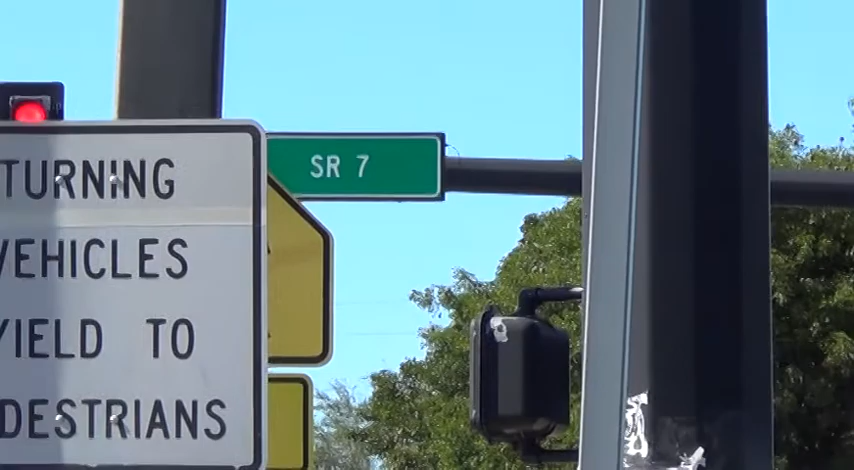 SR 7
TURNING
VEHICLES
YIELD TO
DESTRIANS